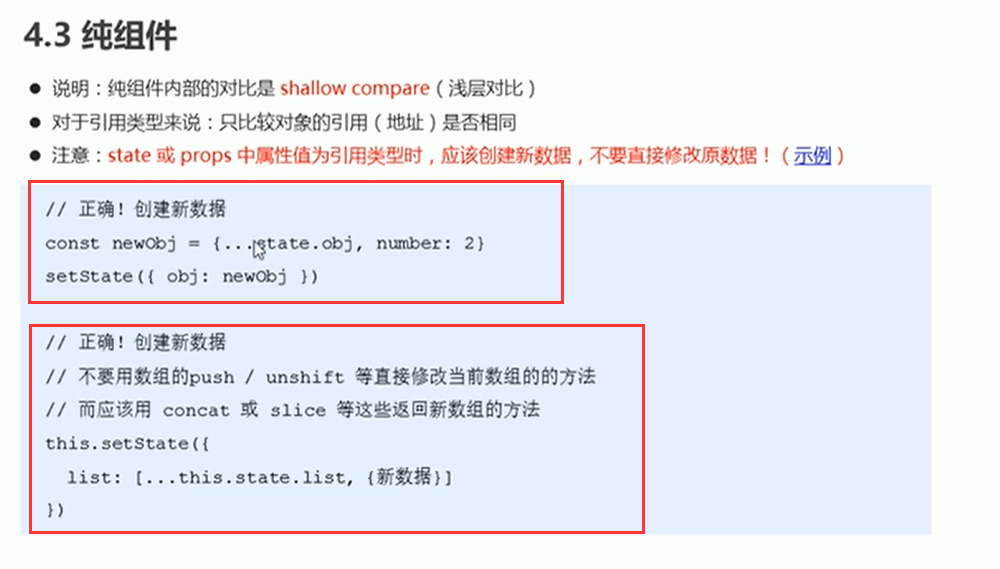 4.3 纯组件
● 说明：纯组件内部的对比是 shallow compare（浅层对比）
● 对于引用类型来说：只比较对象的引用（地址）是否相同
● 注意：state 或 props 中属性值为引用类型时，应该创建新数据，不要直接修改原数据！（示例）
// 正确！创建新数据
const newObj = {...state.obj, number: 2}
setState({ obj: newObj })
// 正确！创建新数据
// 不要用数组的push / unshift 等直接修改当前数组的的方法
// 而应该用 concat 或 slice 等这些返回新数组的方法
this.setState({
list: [...this.state.list, {新数据}]
})